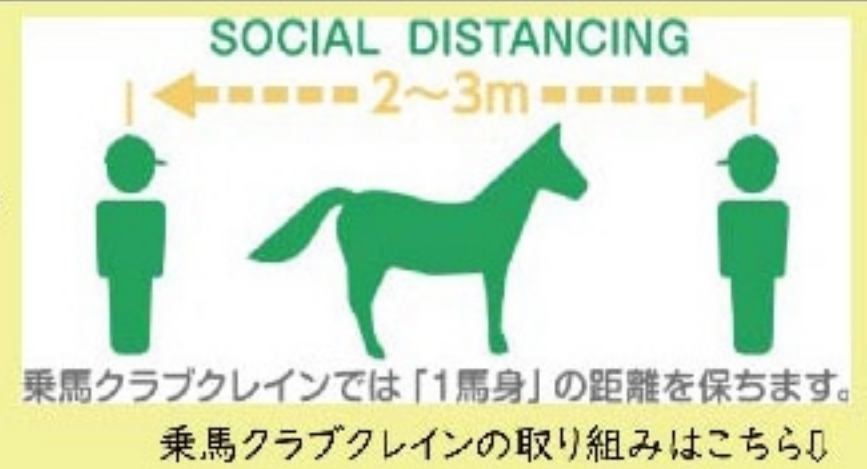 SOCIAL DISTANCING
2〜3m
乗馬クラブクレインでは「1馬身」の距離を保ちます。
乗馬クラブクレインの取り組みはこちら⇩